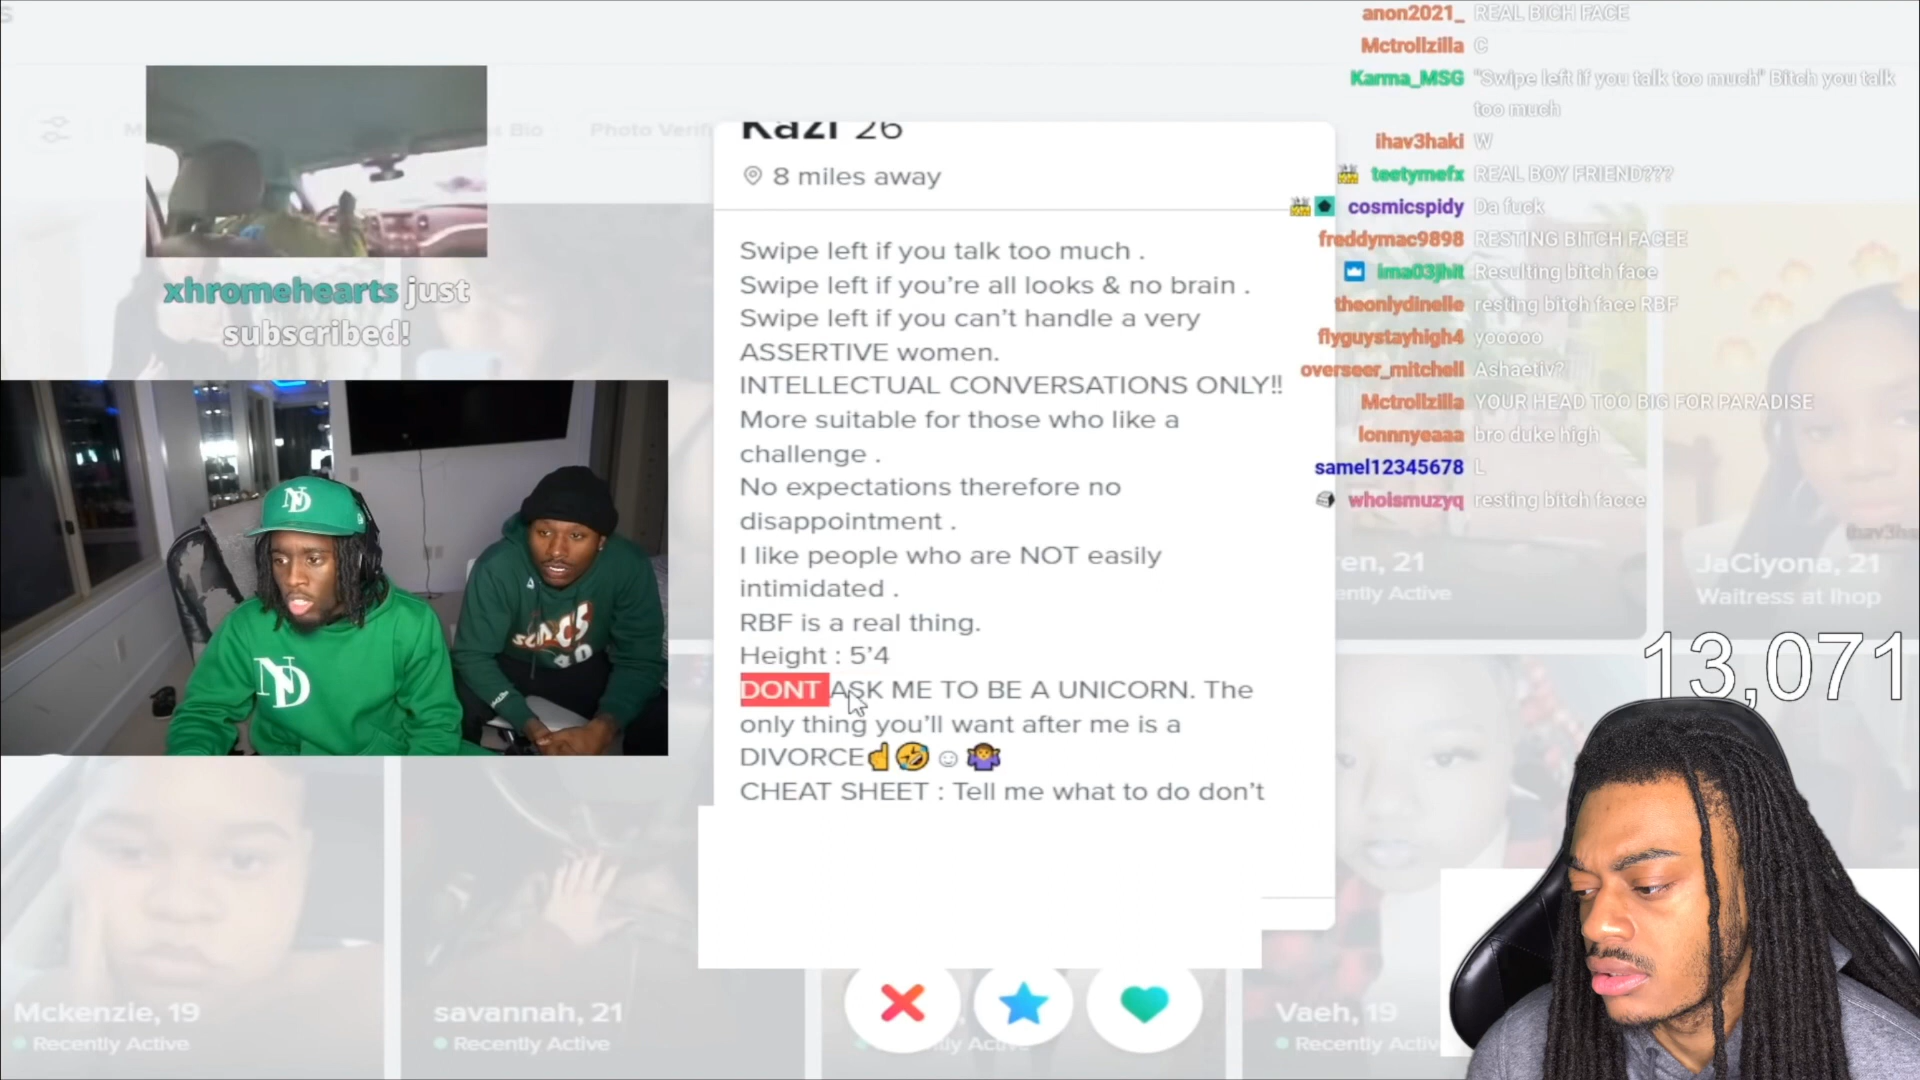 Kazi 26
8 miles away
Swipe left if you talk too much .
Swipe left if you're all looks & no brain .
Swipe left if you can't handle a very
ASSERTIVE women.
INTELLECTUAL CONVERSATIONS ONLY!!
More suitable for those who like a
challenge .
No expectations therefore no
disappointment .
I like people who are NOT easily
intimidated .
RBF is a real thing.
Height : 5'4
DONT ASK ME TO BE A UNICORN. The
only thing you'll want after me is a
DIVORCE☝️🤣☺🤷🏾‍♀️
CHEAT SHEET : Tell me what to do don't
Bio
Photo Verifi
xhromehearts just
subscribed!
ND
ND
anon2021_ REAL BICH FACE
Mctrollzilla C
Karma_MSG "Swipe left if you talk too much" Bitch you talk
too much
ihav3haki W
teetymefx REAL BOY FRIEND???
cosmicspidy Da fuck
freddymac9898 RESTING BITCH FACEE
ima03jhit Resulting bitch face
theonlydinelle resting bitch face RBF
flyguystayhigh4 yooooo
overseer_mitchell Ashaetiv?
Mctrollzilla YOUR HEAD TOO BIG FOR PARADISE
lonnnyeaaa bro duke high
samel12345678 L
whoismuzyq resting bitch facce
en, 21
ently Active
JaCiyona, 21
Waitress at Ihop
13,071
Mckenzie, 19
Recently Active
savannah, 21
Recently Active
ly Activ
Vaeh, 19
Recently Activ